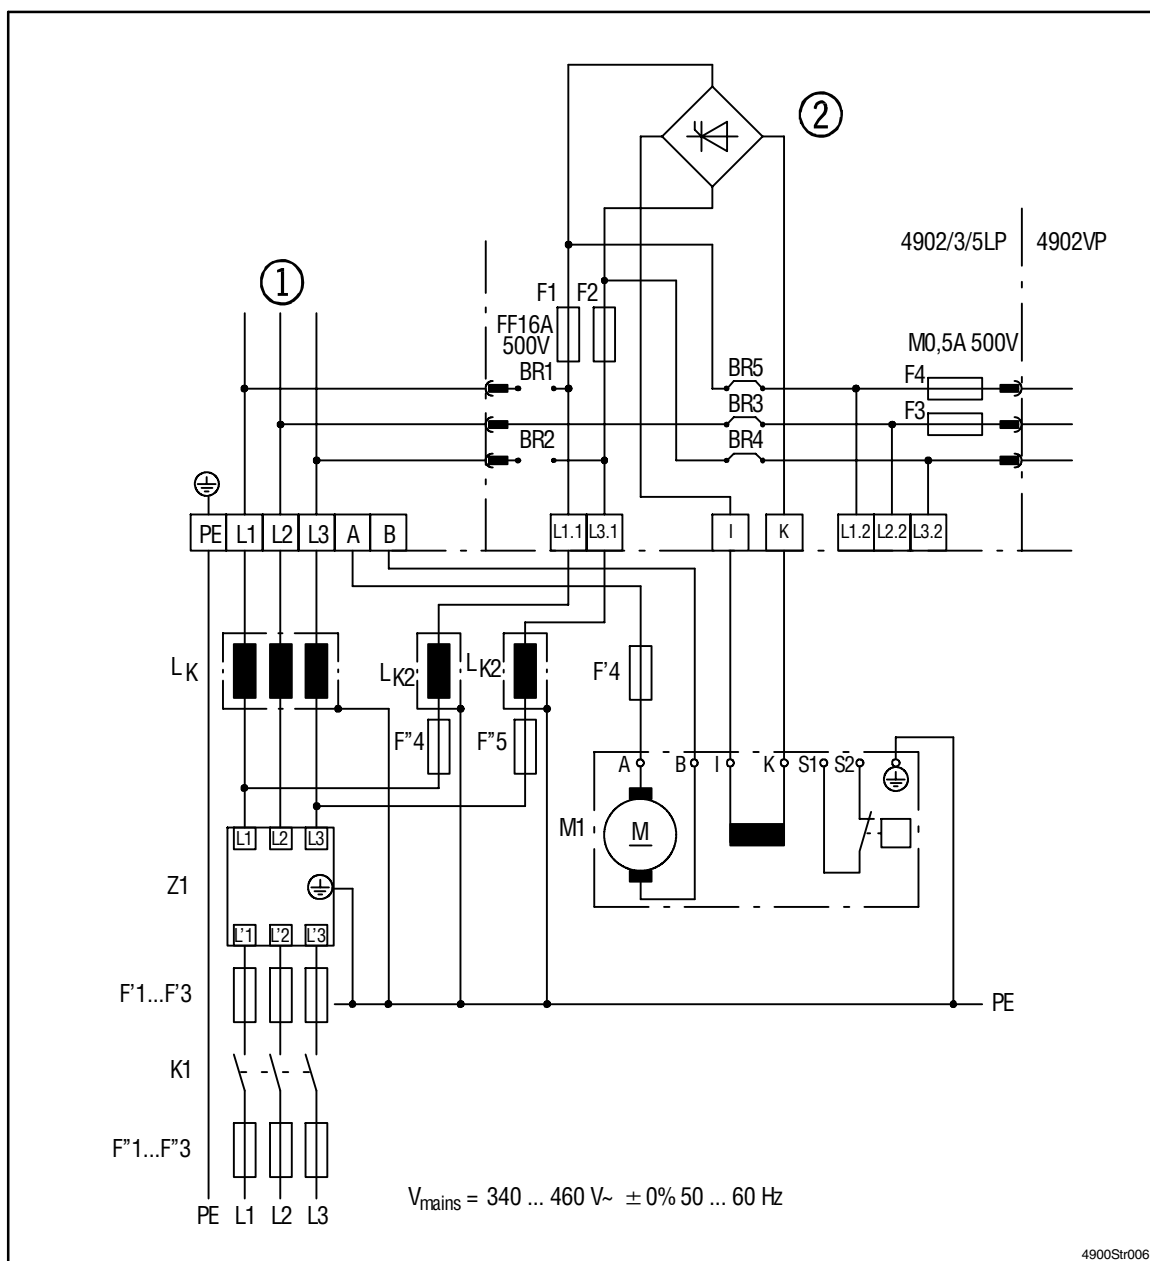 2
4902/3/5LP 4902VP
1
F1 F2
FF16A
500V
M0,5A 500V
BR1
BR5
F4
BR3
F3
BR2
BR4
PE L1 L2 L3 A B
L1.1 L3.1
I
K
L1.2 L2.2 L3.2
LK
LK2
LK2
F'4
F"4
F"5
A B I K S1 S2
M1
M
L1 L2 L3
Z1
L'1 L'2 L'3
F'1...F'3
PE
K1
F"1...F"3
Vmains = 340 ... 460 V~ ±0% 50 ... 60 Hz
PE L1 L2 L3
4900Str006